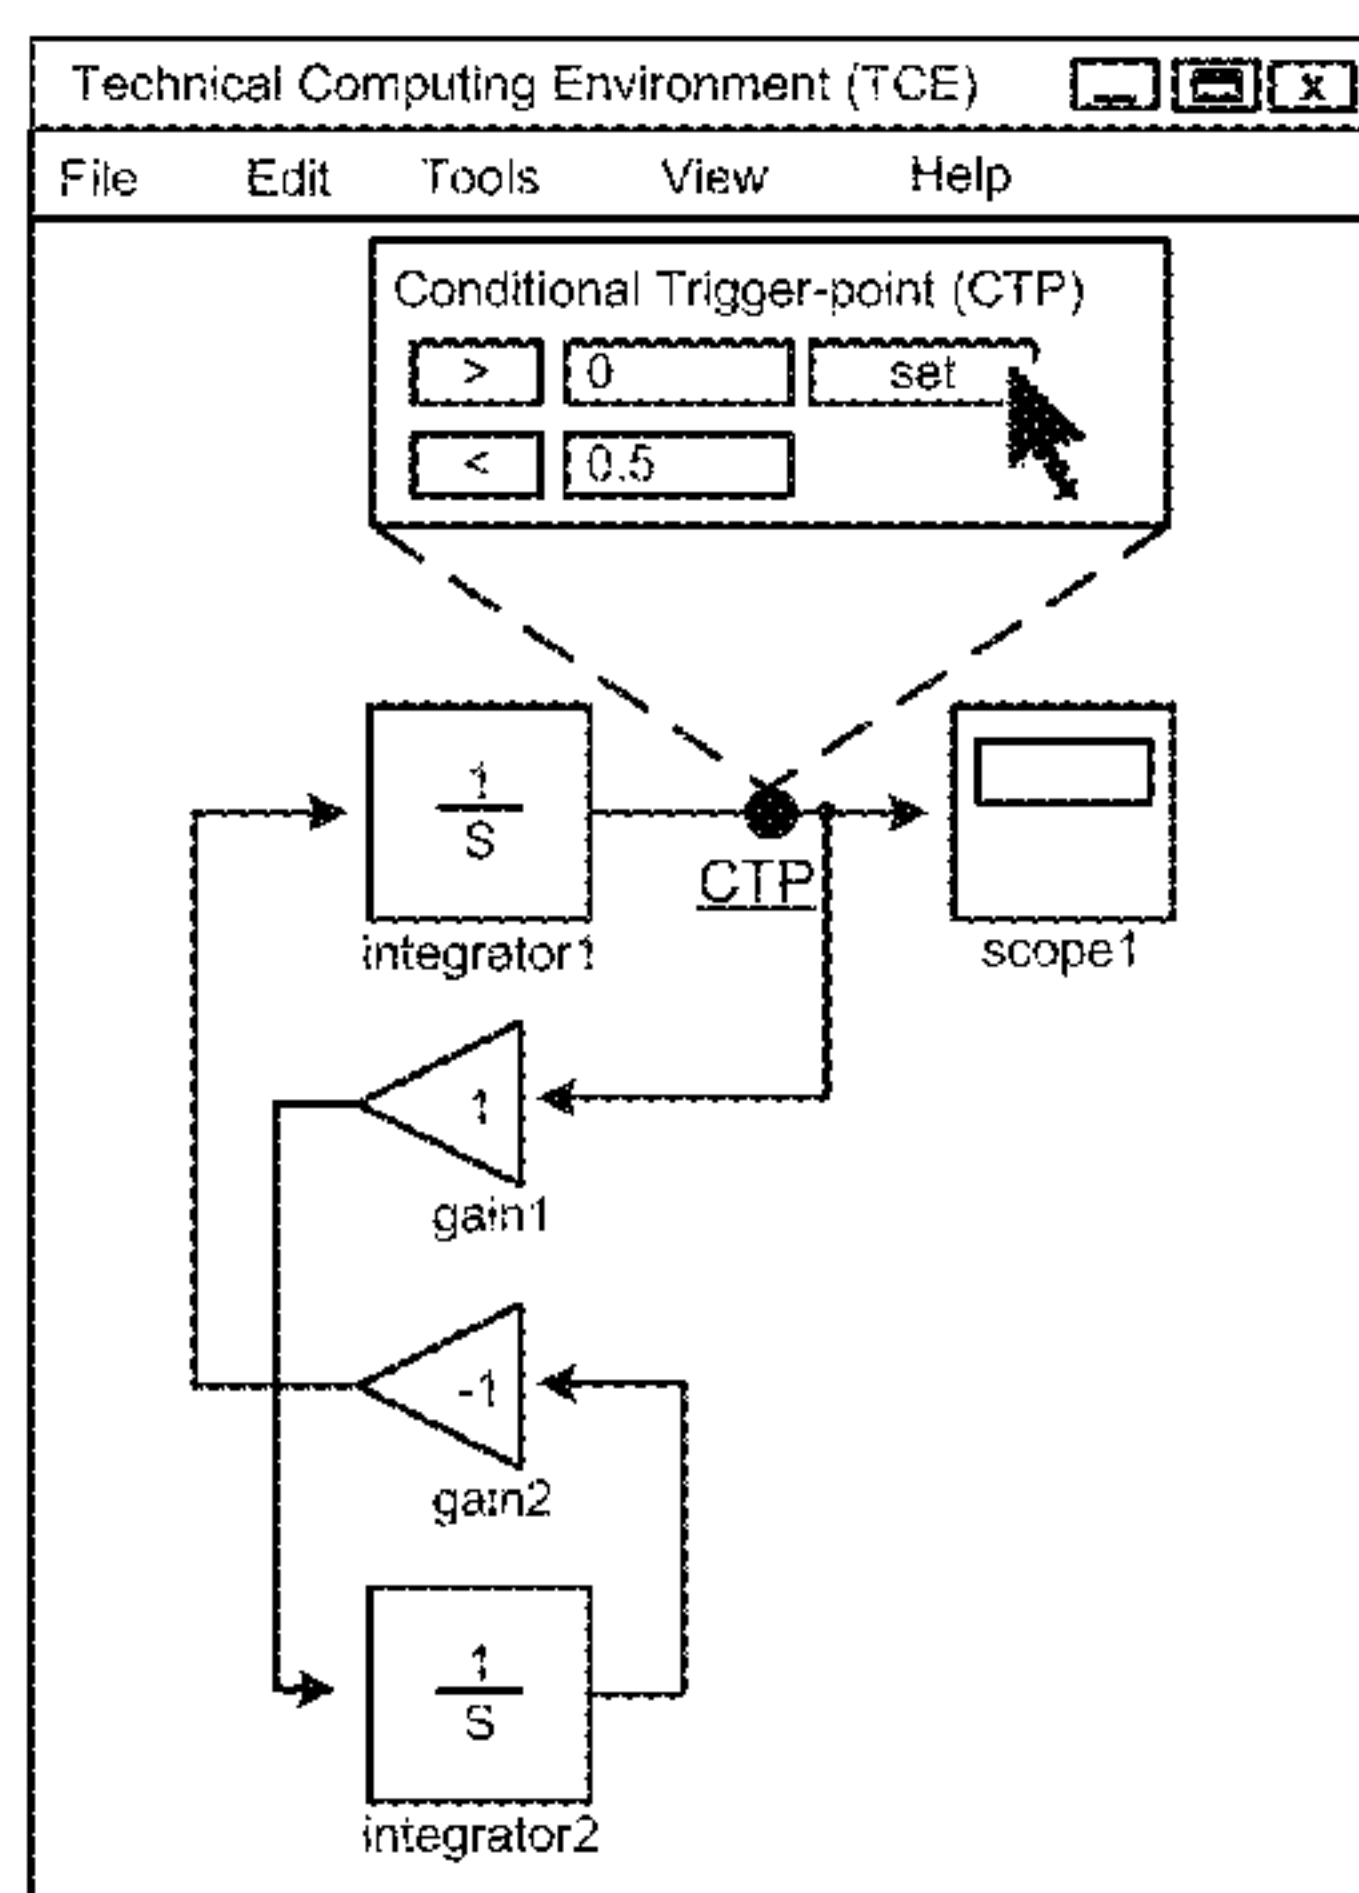 Technical Computing Environment (TCE) x
File Edit Tools View Help
Conditional Trigger-point (CTP)
> 0 set
< 0.5
1
S
CTP
integrator1
scope1
1
gain1
-1
gain2
1
S
integrator2